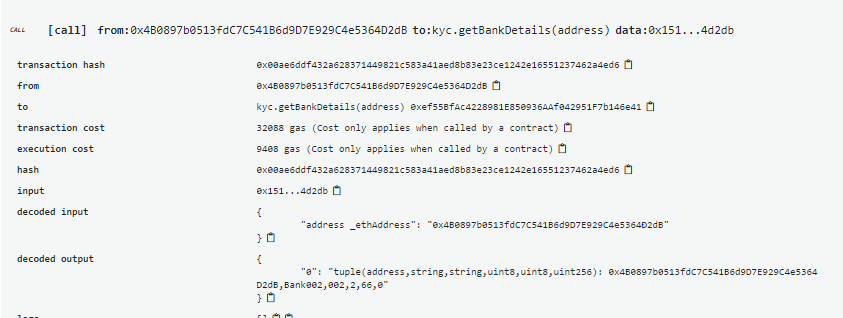 CALL [call] from:0x4B0897b0513fdC7C541B6d9D7E929C4e5364D2dB to:kyc.getBankDetails(address) data:0x151...4d2db
transaction hash 0x00ae6ddf432a628371449821c583a41aed8b83e23ce1242e16551237462a4ed6
from 0x4B0897b0513fdC7C541B6d9D7E929C4e5364D2dB
to kyc.getBankDetails(address) 0xef55BfAc4228981E850936AAf042951F7b146e41
transaction cost 32088 gas (Cost only applies when called by a contract)
execution cost 9408 gas (Cost only applies when called by a contract)
hash 0x00ae6ddf432a628371449821c583a41aed8b83e23ce1242e16551237462a4ed6
input 0x151...4d2db
decoded input {
"address _ethAddress": "0x4B0897b0513fdC7C541B6d9D7E929C4e5364D2dB"
}
decoded output {
"0": "tuple(address,string,string,uint8,uint8,uint256): 0x4B0897b0513fdC7C541B6d9D7E929C4e5364
D2dB,Bank002,002,2,66,0"
}
logs []